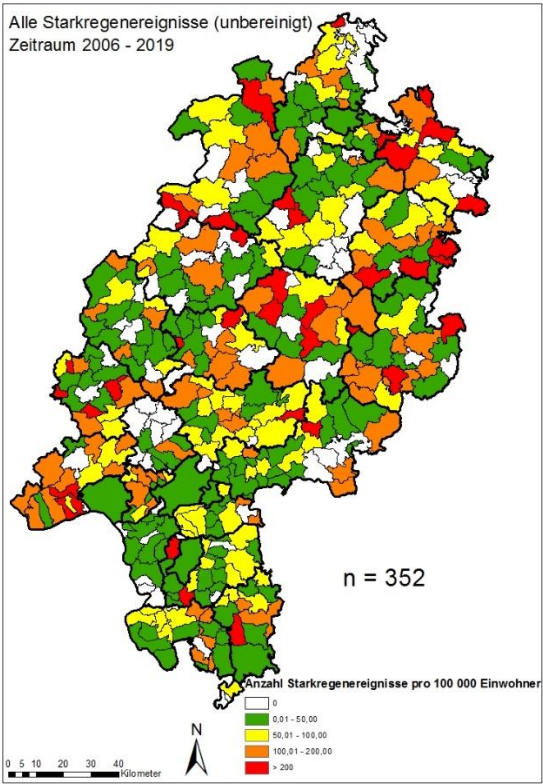 Alle Starkregenereignisse (unbereinigt)
Zeitraum 2006 - 2019
n = 352
Anzahl Starkregenereignisse pro 100 000 Einwohner
0
0,01 - 50,00
50,01 - 100,00
100,01 - 200,00
> 200
N
0 5 10 20 30 40
Kilometer